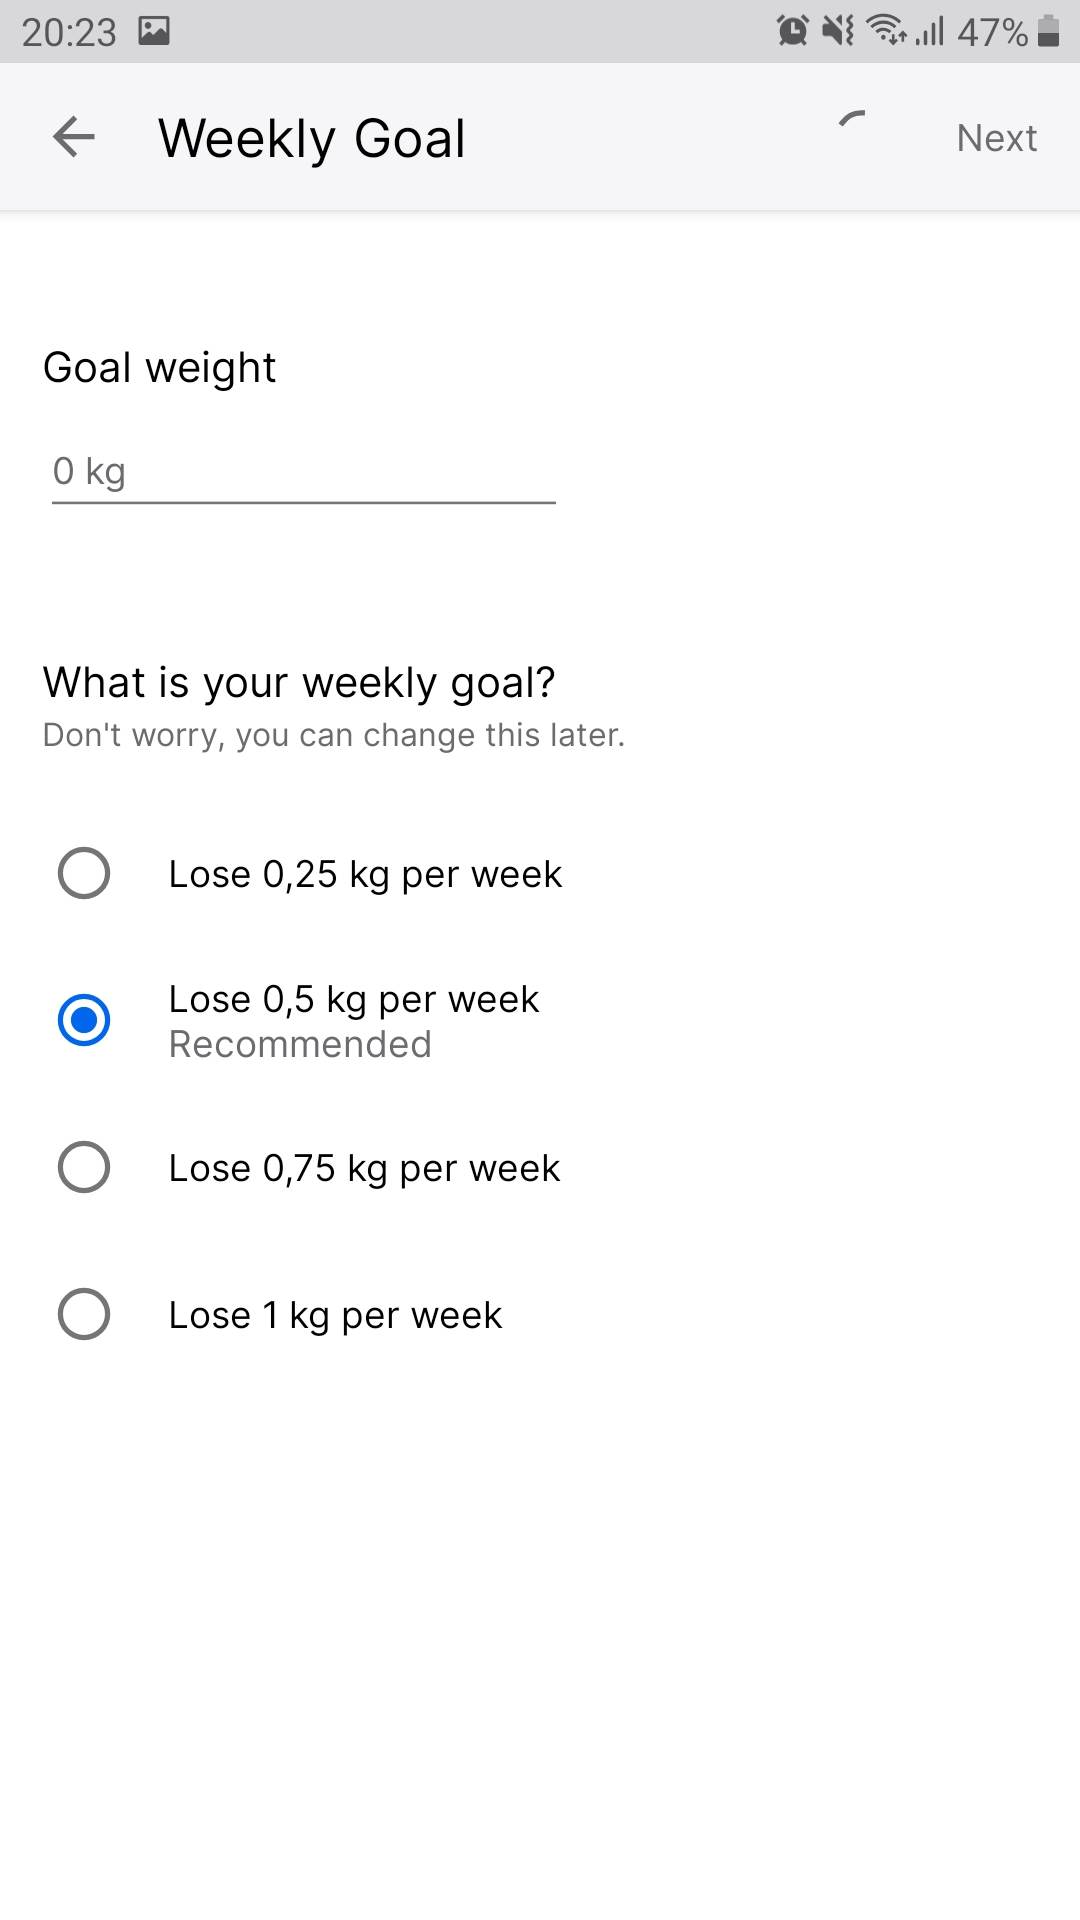 20:23
47%
Weekly Goal
Next
Goal weight
0 kg
What is your weekly goal?
Don't worry, you can change this later.
Lose 0,25 kg per week
Lose 0,5 kg per week
Recommended
Lose 0,75 kg per week
Lose 1 kg per week